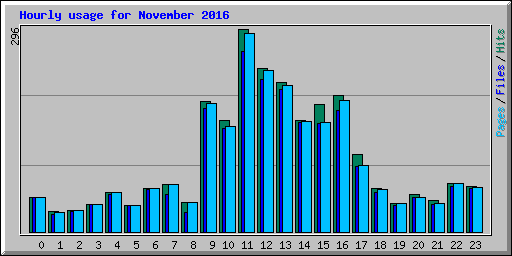 Hourly usage for November 2016
296
Pages / Files / Hits
0 1 2 3 4 5 6 7 8 9 10 11 12 13 14 15 16 17 18 19 20 21 22 23